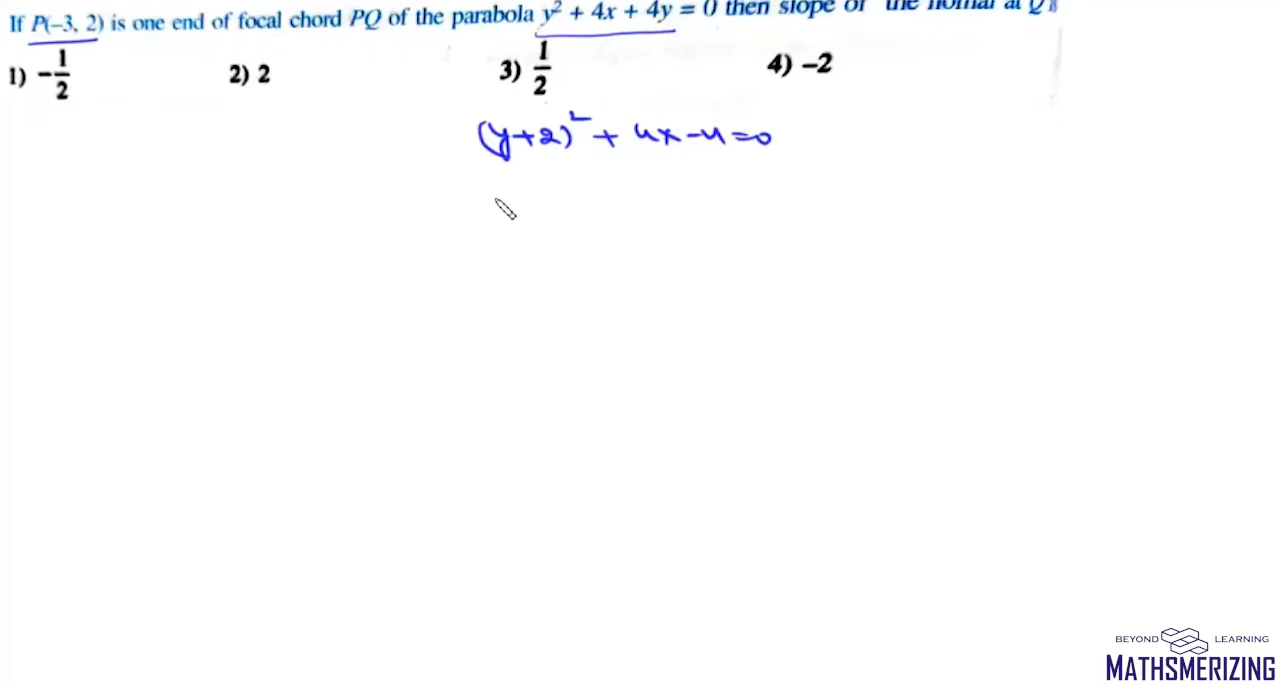 If P(–3, 2) is one end of focal chord PQ of the parabola y² + 4x + 4y = 0 then slope of the nomal at Q is
1) -1/2 2) 2 3) 1/2 4) –2
(y+2)² + 4x-4=0
BEYOND LEARNING
MATHSMERIZING